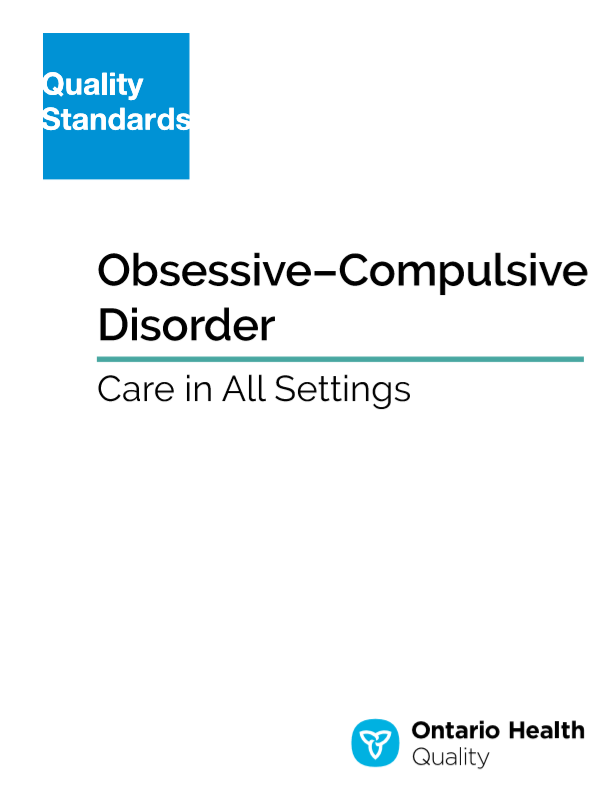 Quality
Standards
Obsessive–Compulsive
Disorder
Care in All Settings
Ontario Health
Quality